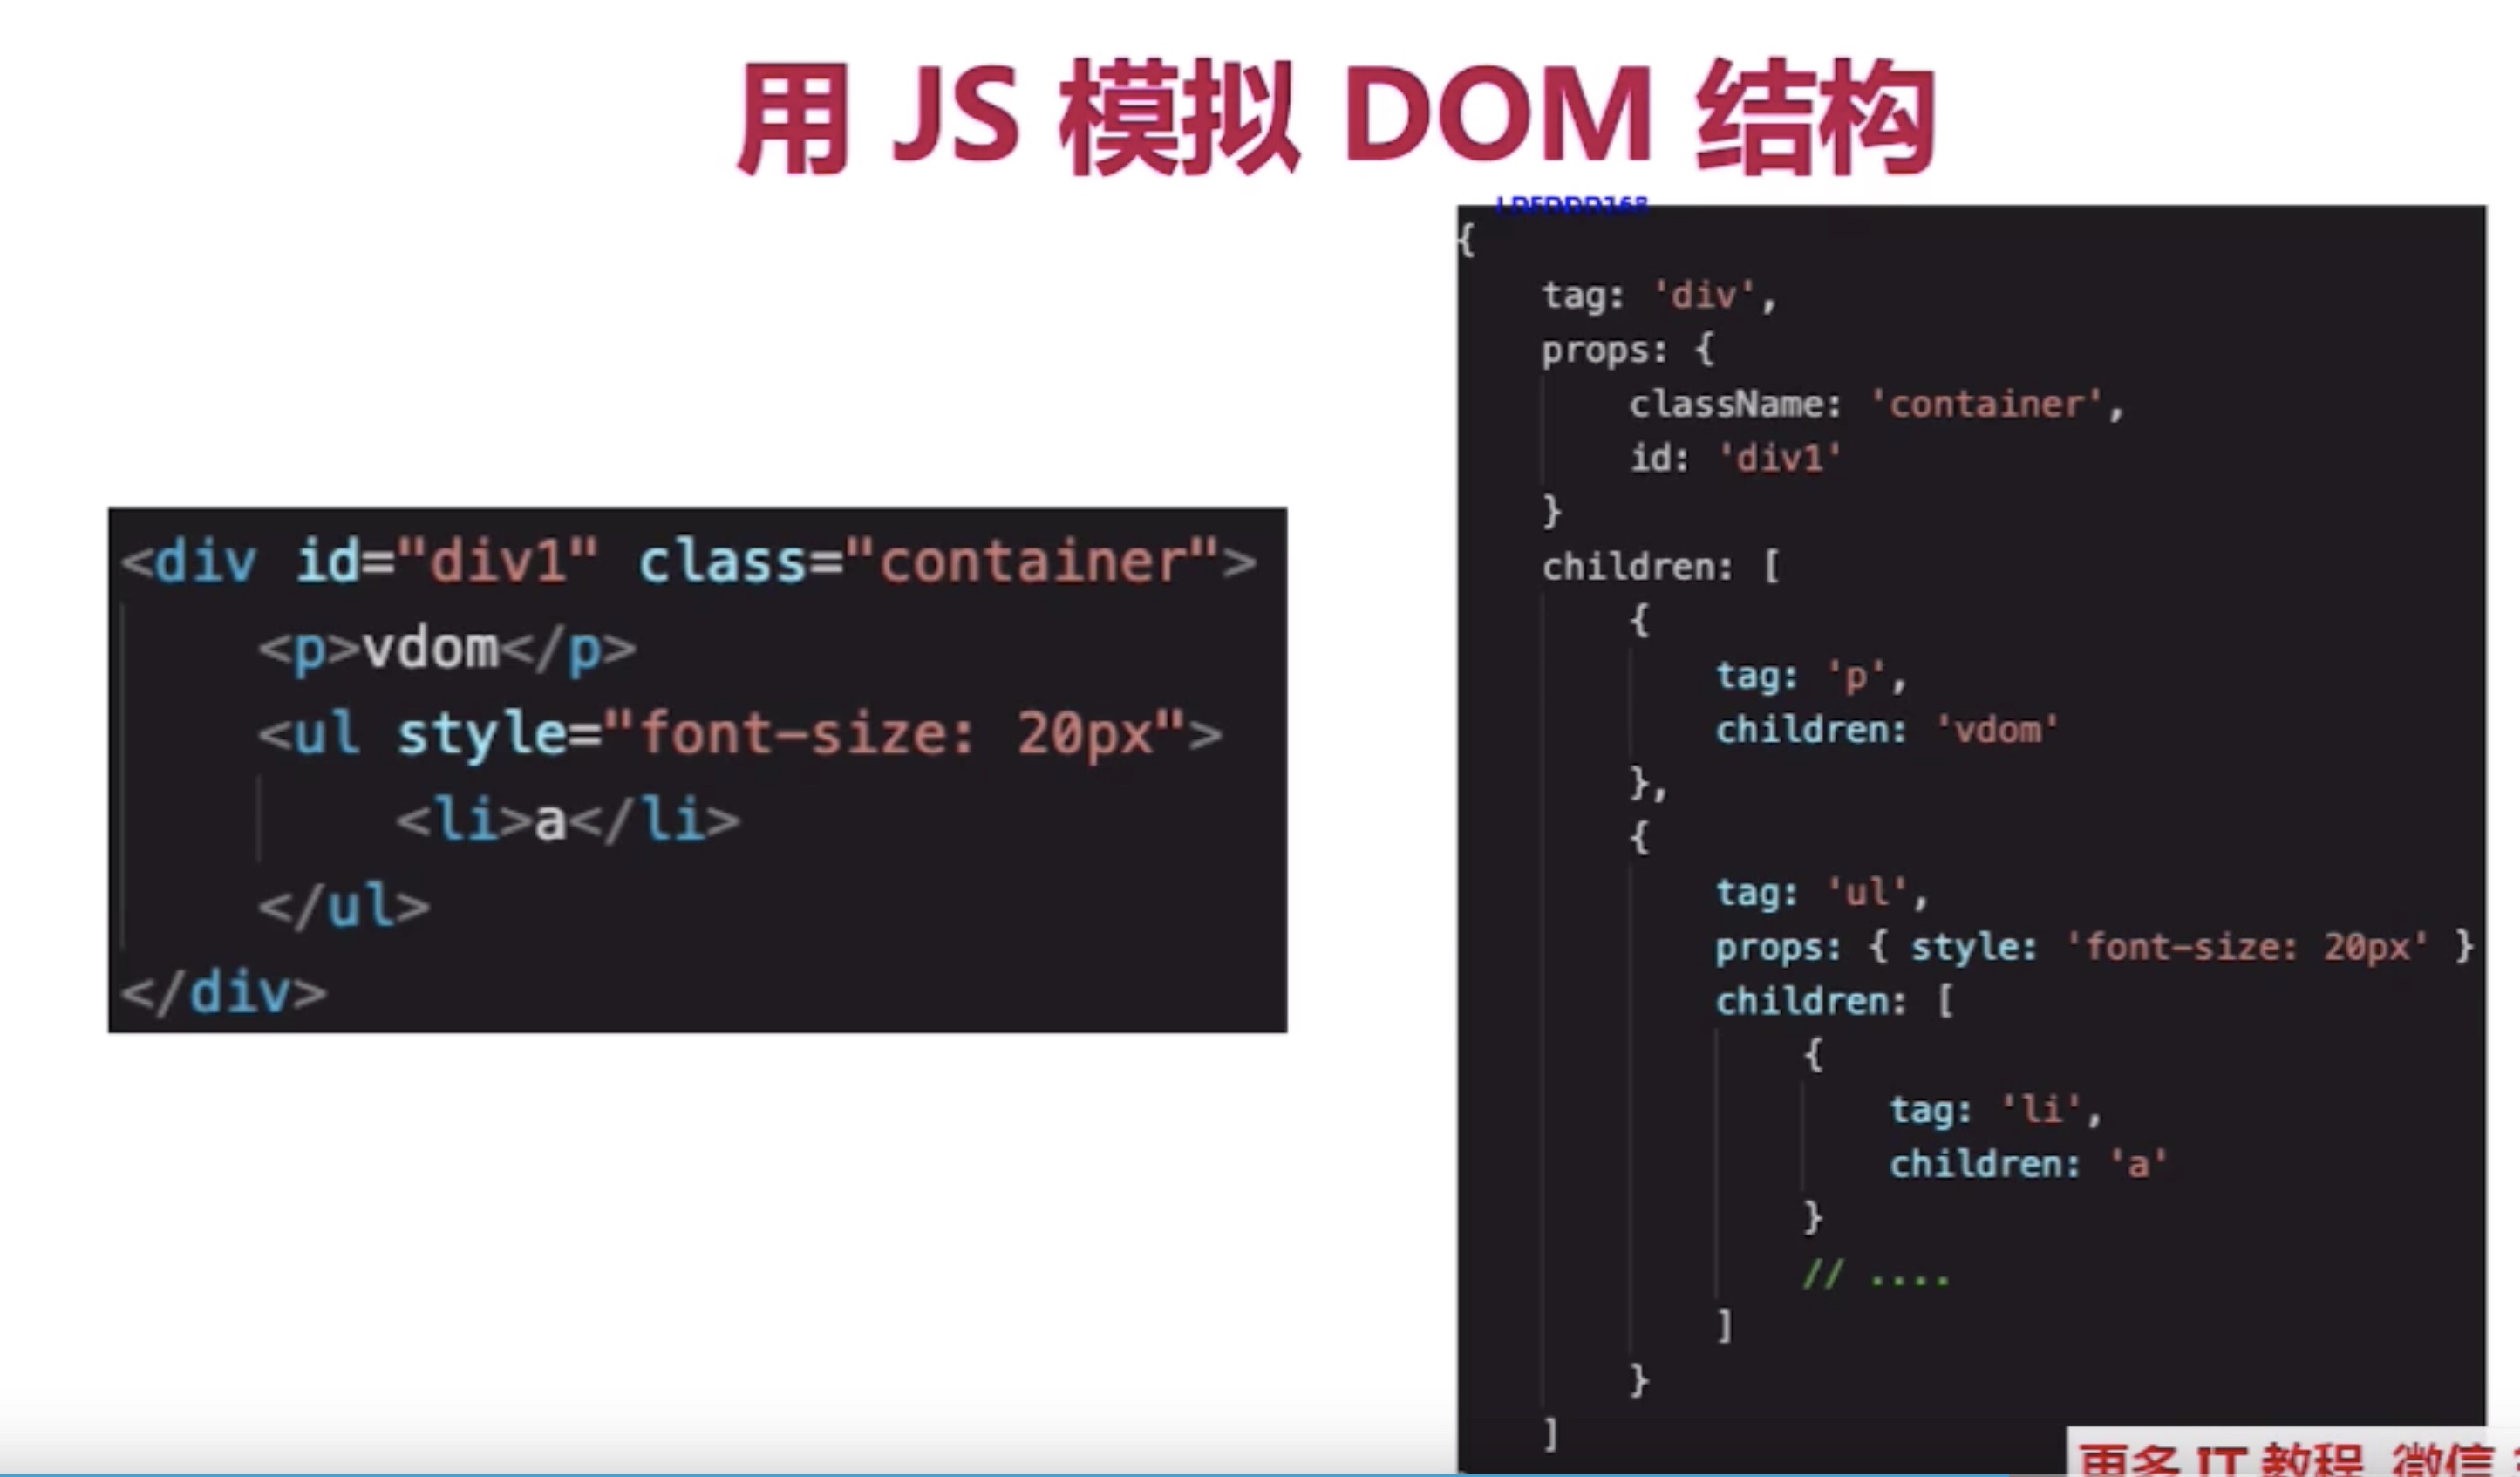 用 JS 模拟 DOM 结构
<div id="div1" class="container">
<p>vdom</p>
<ul style="font-size: 20px">
<li>a</li>
</ul>
</div>
{
tag: 'div',
props: {
className: 'container',
id: 'div1'
}
children: [
{
tag: 'p',
children: 'vdom'
},
{
tag: 'ul',
props: { style: 'font-size: 20px' }
children: [
{
tag: 'li',
children: 'a'
}
// ....
]
}
]
更多 IT 教程 微信